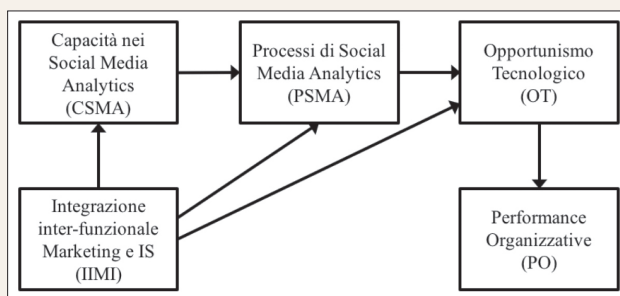 Capacità nei
Social Media
Analytics
(CSMA)
Processi di Social
Media Analytics
(PSMA)
Opportunismo
Tecnologico
(OT)
Integrazione
inter-funzionale
Marketing e IS
(IIMI)
Performance
Organizzative
(PO)